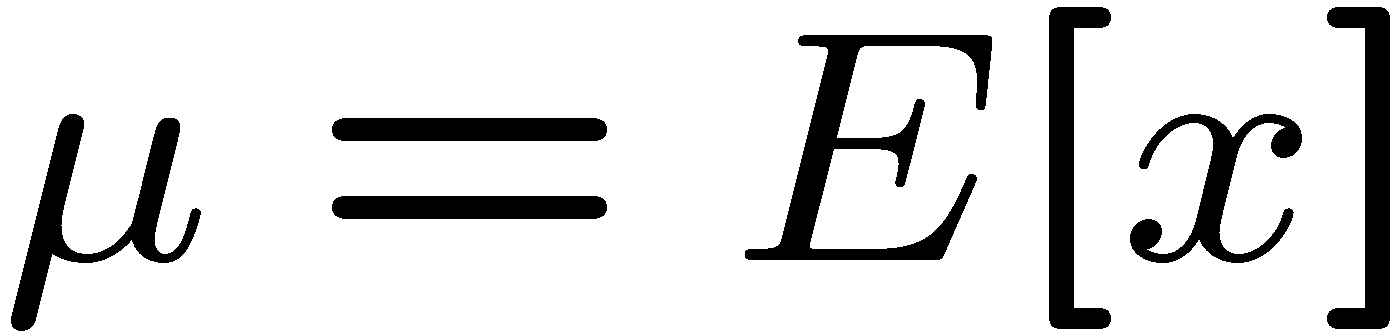 μ = E[x]